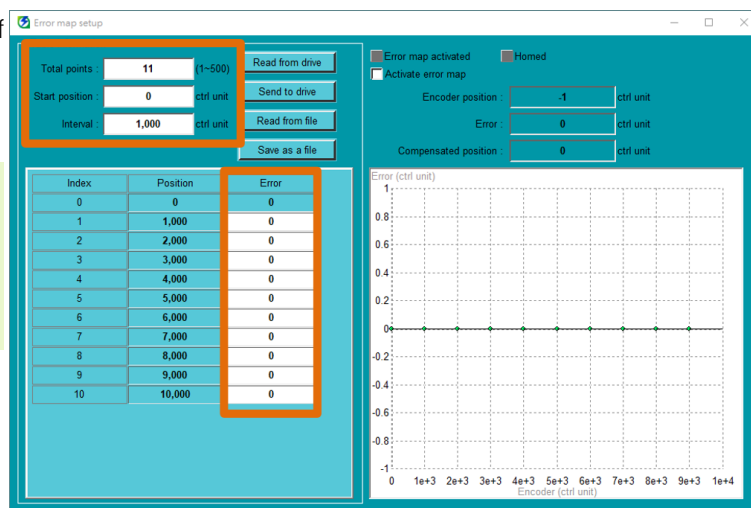 f
Error map setup
Total points : 11 (1~500)
Start position : 0 ctrl unit
Interval : 1,000 ctrl unit
Read from drive
Send to drive
Read from file
Save as a file
Error map activated
Homed
Activate error map
Encoder position : -1 ctrl unit
Error : 0 ctrl unit
Compensated position : 0 ctrl unit
Index Position Error
0 0 0
1 1,000 0
2 2,000 0
3 3,000 0
4 4,000 0
5 5,000 0
6 6,000 0
7 7,000 0
8 8,000 0
9 9,000 0
10 10,000 0
Error (ctrl unit)
1
0.8
0.6
0.4
0.2
0
-0.2
-0.4
-0.6
-0.8
-1
0 1e+3 2e+3 3e+3 4e+3 5e+3 6e+3 7e+3 8e+3 9e+3 1e+4
Encoder (ctrl unit)